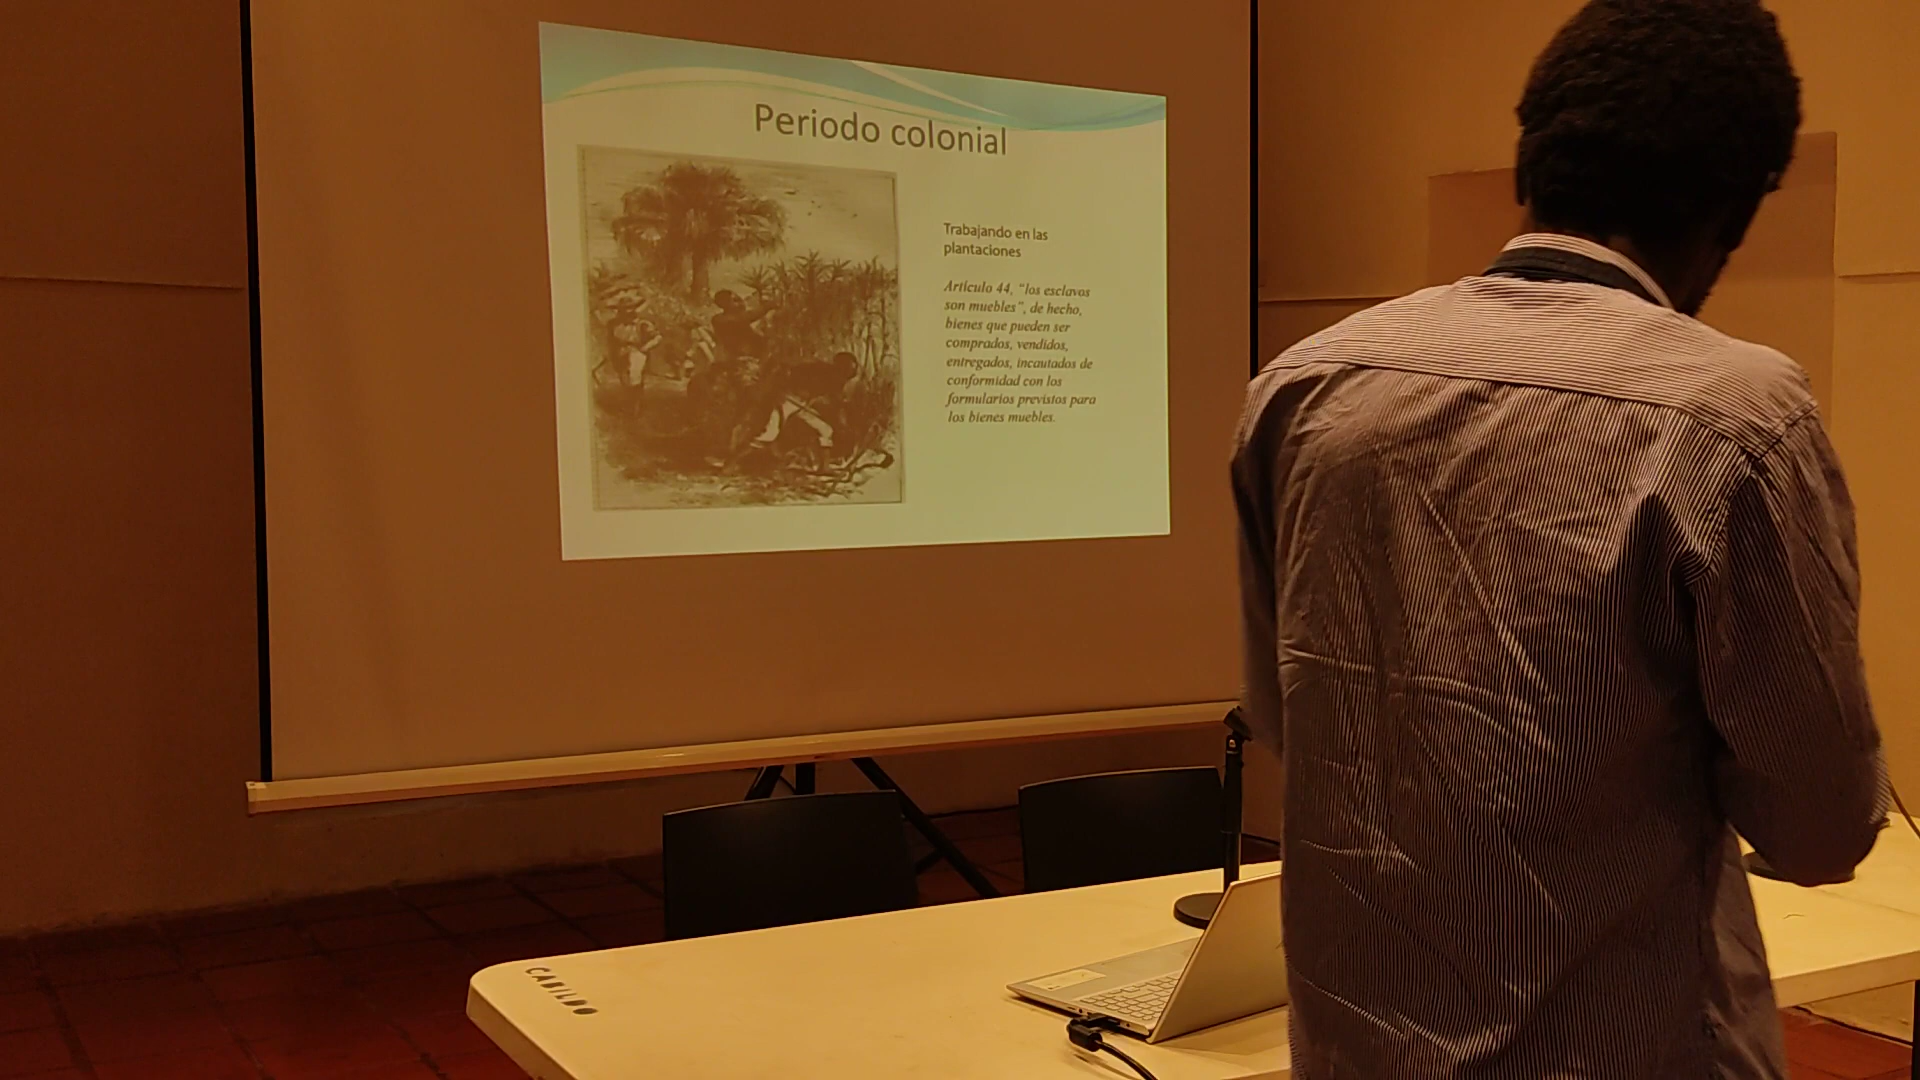 Periodo colonial
Trabajando en las
plantaciones
Artículo 44, "los esclavos
son muebles", de hecho,
bienes que pueden ser
comprados, vendidos,
entregados, incautados de
conformidad con los
formularios previstos para
los bienes muebles.
CABILDO